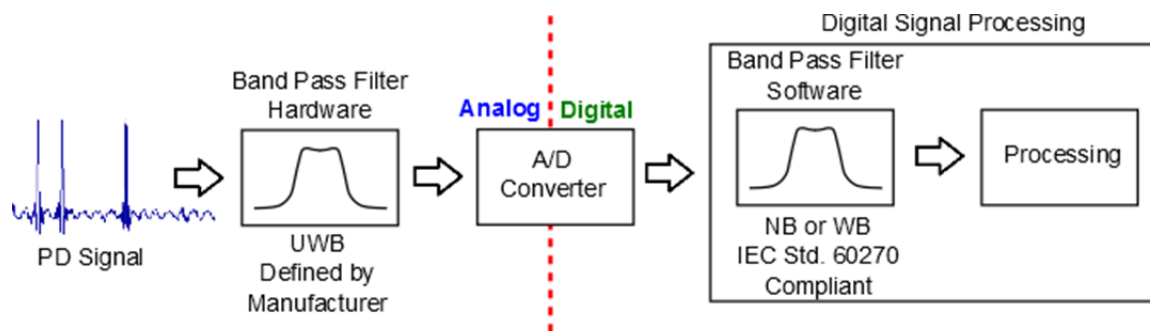 Digital Signal Processing
Band Pass Filter
Hardware
Analog
Digital
Band Pass Filter
Software
A/D
Converter
Processing
PD Signal
UWB
Defined by
Manufacturer
NB or WB
IEC Std. 60270
Compliant